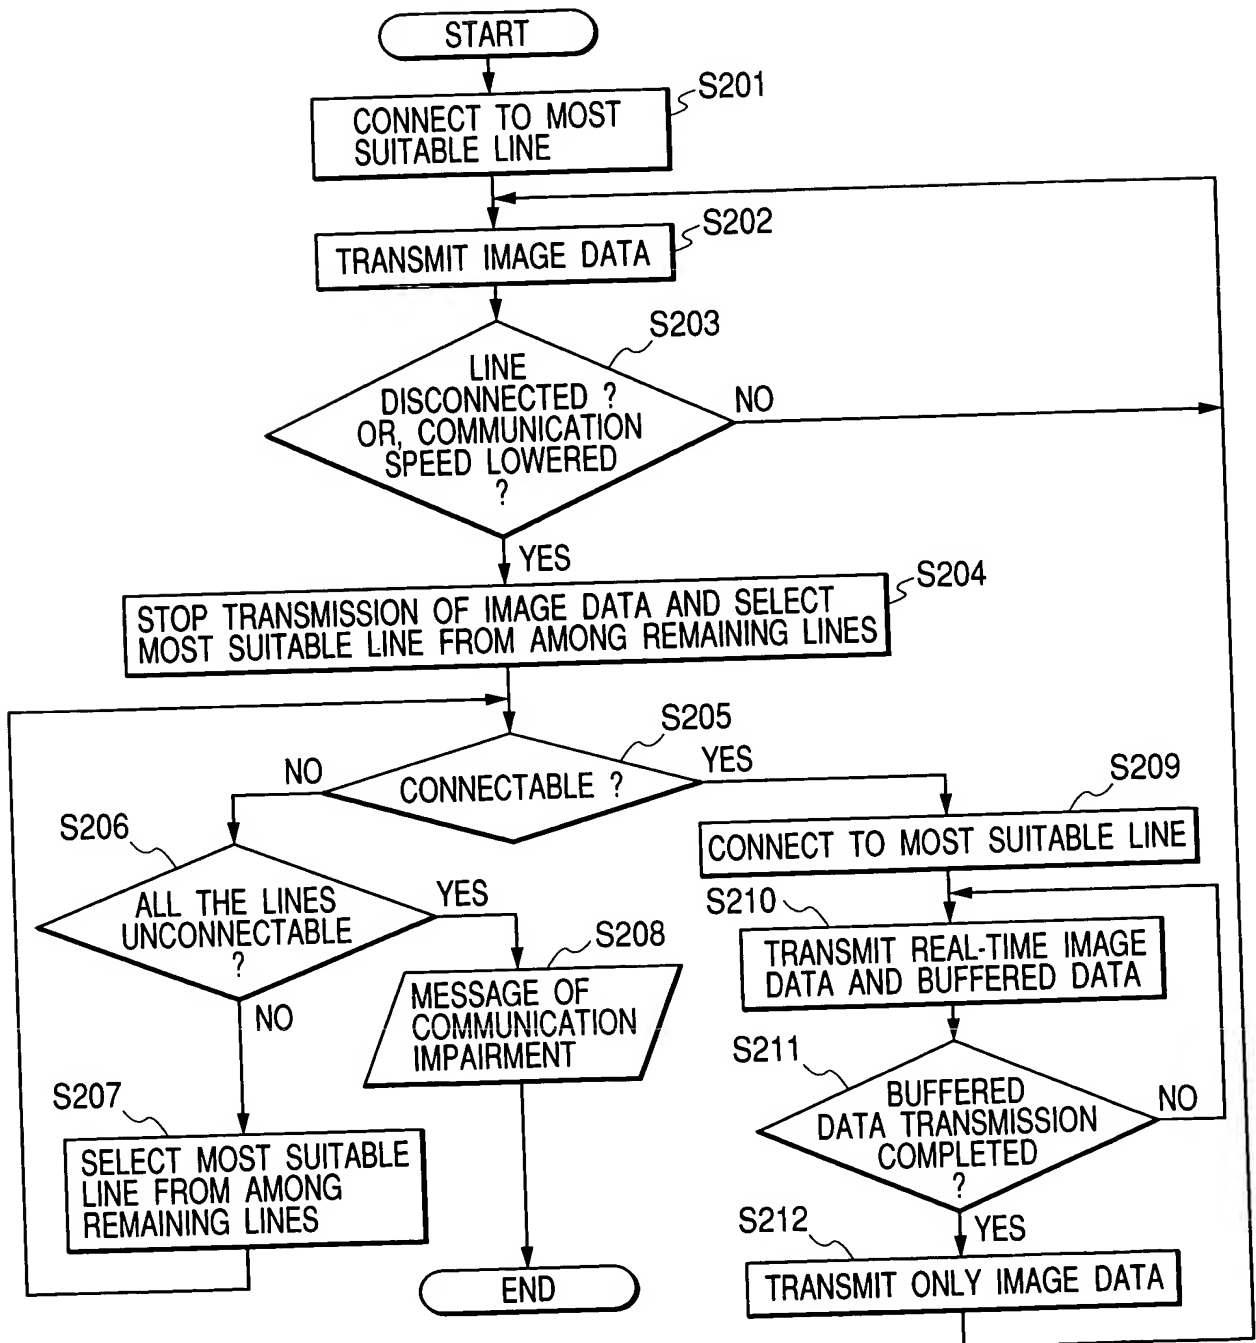 START
S201
CONNECT TO MOST
SUITABLE LINE
S202
TRANSMIT IMAGE DATA
S203
LINE
DISCONNECTED ?
OR, COMMUNICATION
SPEED LOWERED
?
NO
YES
S204
STOP TRANSMISSION OF IMAGE DATA AND SELECT
MOST SUITABLE LINE FROM AMONG REMAINING LINES
S205
NO
CONNECTABLE ?
YES
S206
ALL THE LINES
UNCONNECTABLE
?
YES
NO
S208
MESSAGE OF
COMMUNICATION
IMPAIRMENT
S207
SELECT MOST SUITABLE
LINE FROM AMONG
REMAINING LINES
END
S209
CONNECT TO MOST SUITABLE LINE
S210
TRANSMIT REAL-TIME IMAGE
DATA AND BUFFERED DATA
S211
BUFFERED
DATA TRANSMISSION
COMPLETED
?
NO
YES
S212
TRANSMIT ONLY IMAGE DATA